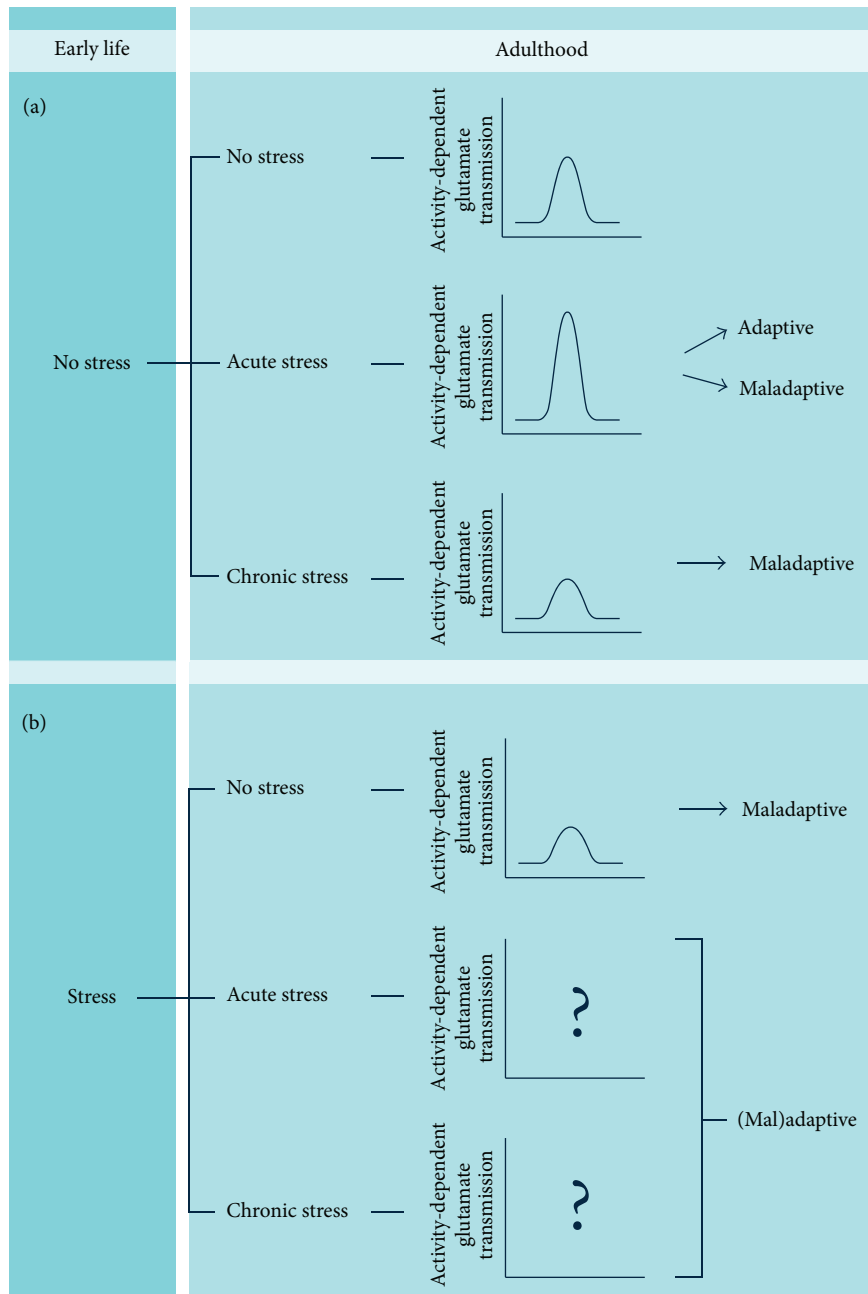 Early life
Adulthood
(a)
No stress
No stress
Activity-dependent
glutamate
transmission
Acute stress
Activity-dependent
glutamate
transmission
Adaptive
Maladaptive
Chronic stress
Activity-dependent
glutamate
transmission
Maladaptive
(b)
Stress
No stress
Activity-dependent
glutamate
transmission
Maladaptive
Acute stress
Activity-dependent
glutamate
transmission
?
Chronic stress
Activity-dependent
glutamate
transmission
?
(Mal)adaptive